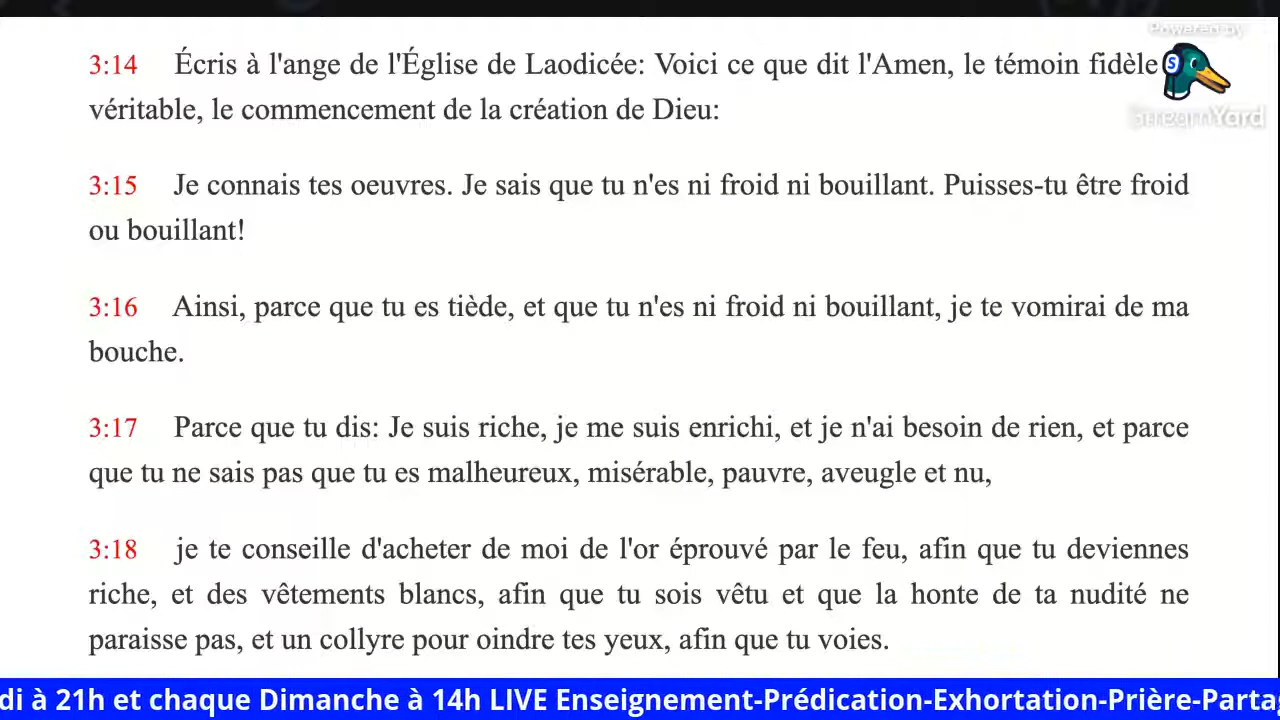 Powered by
3:14 Écris à l'ange de l'Église de Laodicée: Voici ce que dit l'Amen, le témoin fidèle
StreamYard
véritable, le commencement de la création de Dieu:
3:15 Je connais tes oeuvres. Je sais que tu n'es ni froid ni bouillant. Puisses-tu être froid
ou bouillant!
3:16 Ainsi, parce que tu es tiède, et que tu n'es ni froid ni bouillant, je te vomirai de ma
bouche.
3:17 Parce que tu dis: Je suis riche, je me suis enrichi, et je n'ai besoin de rien, et parce
que tu ne sais pas que tu es malheureux, misérable, pauvre, aveugle et nu,
3:18 je te conseille d'acheter de moi de l'or éprouvé par le feu, afin que tu deviennes
riche, et des vêtements blancs, afin que tu sois vêtu et que la honte de ta nudité ne
paraisse pas, et un collyre pour oindre tes yeux, afin que tu voies.
di à 21h et chaque Dimanche à 14h LIVE Enseignement-Prédication-Exhortation-Prière-Partag